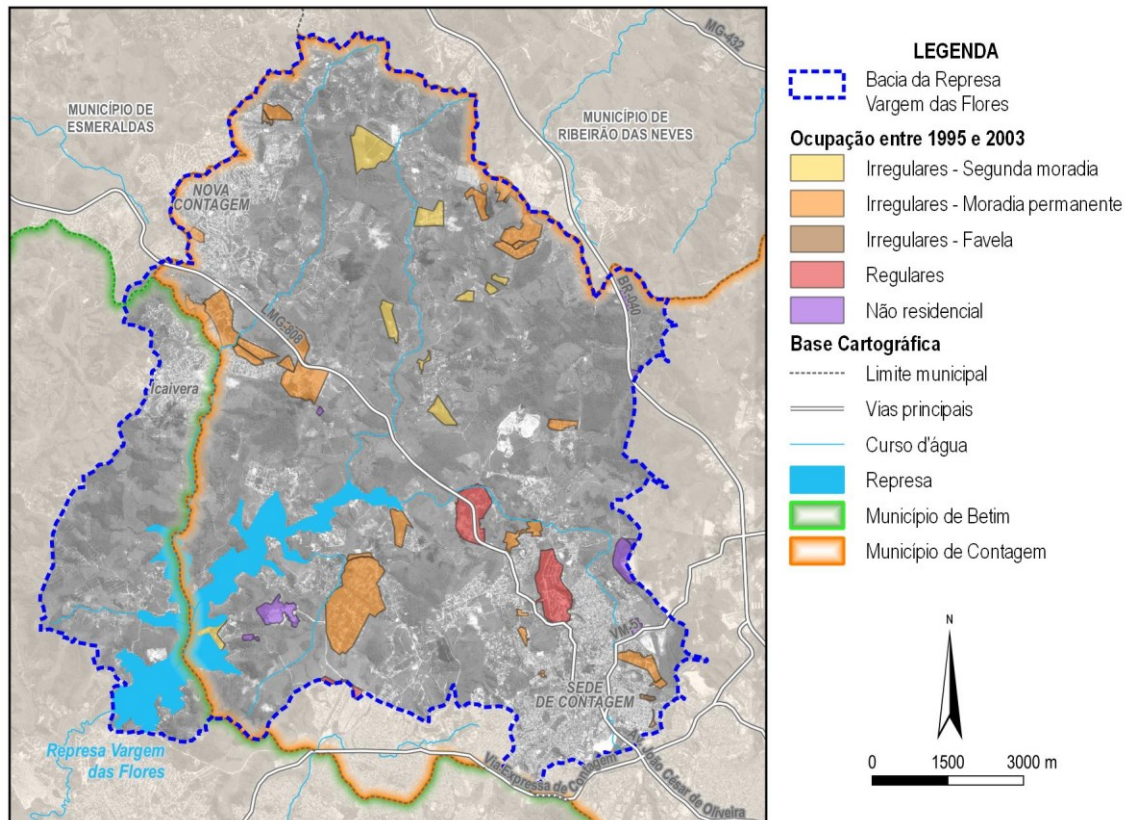 MG-432
MUNICÍPIO DE
ESMERALDAS
MUNICÍPIO DE
RIBEIRÃO DAS NEVES
NOVA
CONTAGEM
BR-040
LMG-808
Icaivera
VM-5
SEDE
DE CONTAGEM
Represa Vargem
das Flores
Via Expressa de Contagem
Av. João César de Oliveira
LEGENDA
Bacia da Represa
Vargem das Flores
Ocupação entre 1995 e 2003
Irregulares - Segunda moradia
Irregulares - Moradia permanente
Irregulares - Favela
Regulares
Não residencial
Base Cartográfica
Limite municipal
Vias principais
Curso d'água
Represa
Município de Betim
Município de Contagem
N
0 1500 3000 m